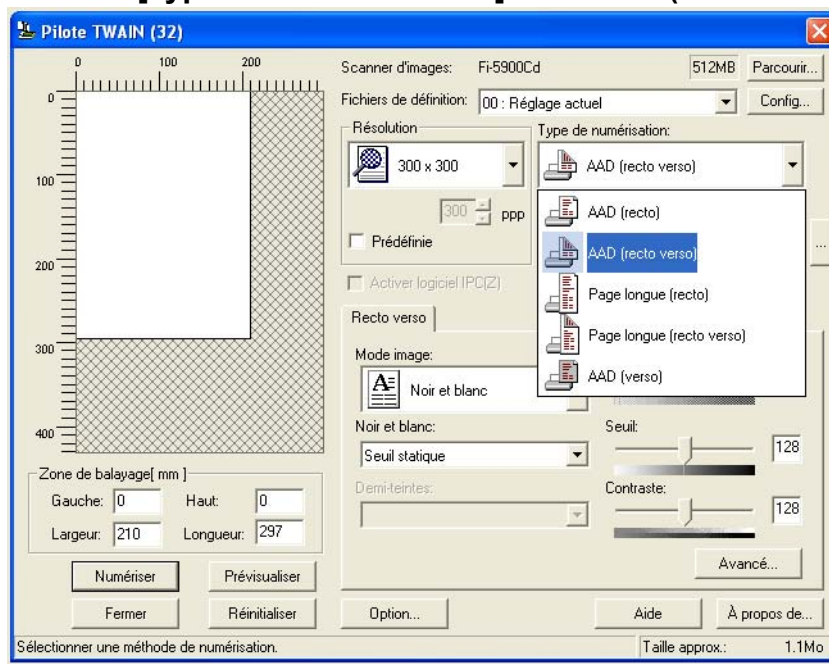 Pilote TWAIN (32)
0 100 200
0
100
200
300
400
Scanner d'images: Fi-5900Cd 512MB Parcourir...
Fichiers de définition: 00 : Réglage actuel Config...
Résolution
300 x 300
300 ppp
Prédéfinie
Type de numérisation:
AAD (recto verso)
AAD (recto)
AAD (recto verso)
Page longue (recto)
Page longue (recto verso)
AAD (verso)
...
Activer logiciel IPC(Z)
Recto verso
Mode image:
Noir et blanc
Noir et blanc:
Seuil statique
Demi-teintes:
Seuil:
128
Contraste:
128
Avancé...
Zone de balayage[ mm ]
Gauche: 0 Haut: 0
Largeur: 210 Longueur: 297
Numériser Prévisualiser
Fermer Réinitialiser
Option... Aide À propos de...
Sélectionner une méthode de numérisation. Taille approx.: 1.1Mo